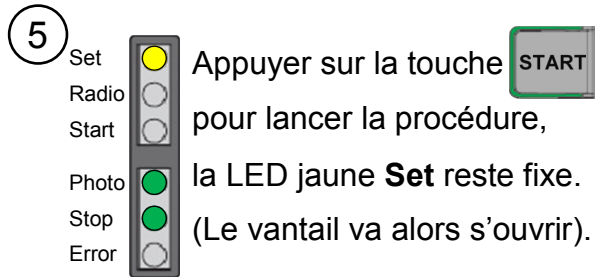 5
Set
Radio
Start
Photo
Stop
Error
Appuyer sur la touche START
pour lancer la procédure,
la LED jaune Set reste fixe.
(Le vantail va alors s’ouvrir).